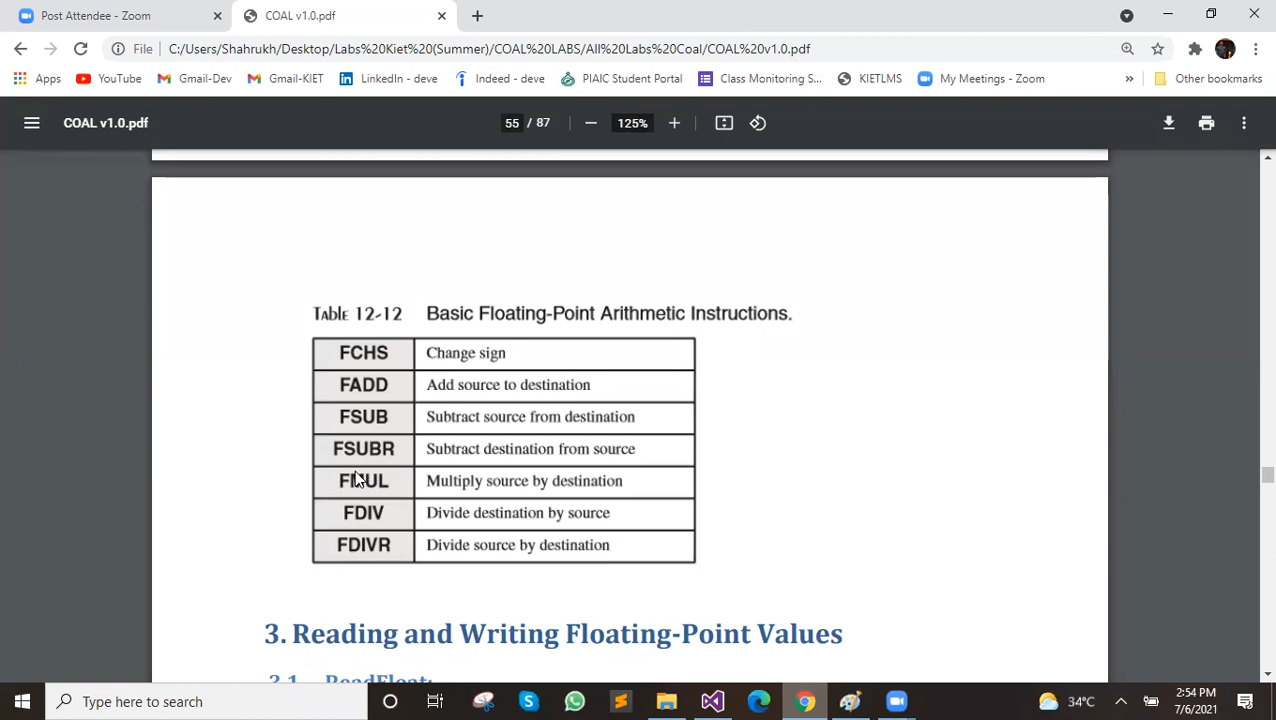 Post Attendee - Zoom
COAL v1.0.pdf
File
C:/Users/Shahrukh/Desktop/Labs%20Kiet%20(Summer)/COAL%20LABS/All%20Labs%20Coal/COAL%20v1.0.pdf
Apps YouTube Gmail-Dev Gmail-KIET LinkedIn - deve Indeed - deve PIAIC Student Portal Class Monitoring S... KIETLMS My Meetings - Zoom » Other bookmarks
COAL v1.0.pdf 55 / 87 125%
Table 12-12 Basic Floating-Point Arithmetic Instructions.
FCHS Change sign
FADD Add source to destination
FSUB Subtract source from destination
FSUBR Subtract destination from source
FMUL Multiply source by destination
FDIV Divide destination by source
FDIVR Divide source by destination
3. Reading and Writing Floating-Point Values
3.1 ReadFloat:
Type here to search
34°C
2:54 PM
7/6/2021